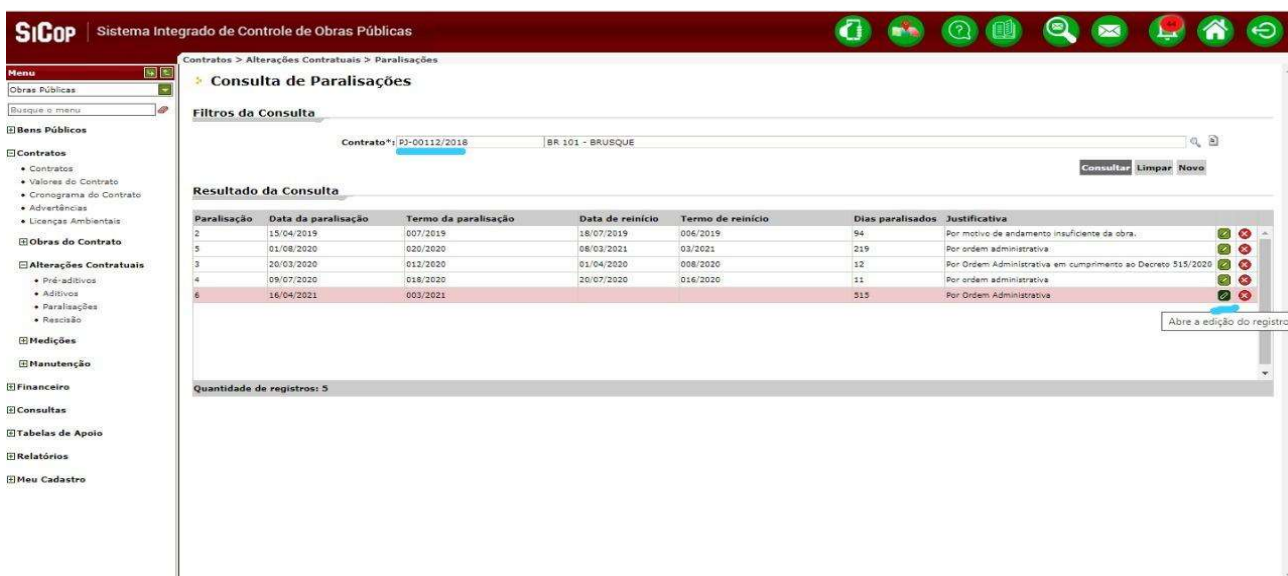 SiCOP Sistema Integrado de Controle de Obras Públicas
44
Contratos > Alterações Contratuais > Paralisações
Menu
Obras Públicas
Busque o menu
Bens Públicos
Contratos
Contratos
Valores do Contrato
Cronograma do Contrato
Advertências
Licenças Ambientais
Obras do Contrato
Alterações Contratuais
Pré-aditivos
Aditivos
Paralisações
Rescisão
Medições
Manutenção
Financeiro
Consultas
Tabelas de Apoio
Relatórios
Meu Cadastro
Consulta de Paralisações
Filtros da Consulta
Contrato*: PJ-00112/2018 BR 101 - BRUSQUE
Consultar Limpar Novo
Resultado da Consulta
Paralisação Data da paralisação Termo da paralisação Data de reinício Termo de reinício Dias paralisados Justificativa
2 15/04/2019 007/2019 18/07/2019 006/2019 94 Por motivo de andamento insuficiente da obra.
5 01/08/2020 020/2020 08/03/2021 03/2021 219 Por ordem administrativa
3 20/03/2020 012/2020 01/04/2020 008/2020 12 Por Ordem Administrativa em cumprimento ao Decreto 515/2020
4 09/07/2020 018/2020 20/07/2020 016/2020 11 Por ordem administrativa
6 16/04/2021 003/2021 515 Por Ordem Administrativa
Abre a edição do registro
Quantidade de registros: 5